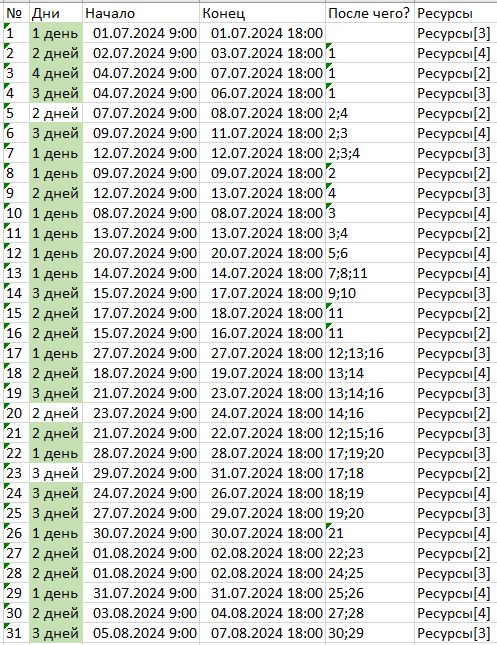 № Дни Начало Конец После чего? Ресурсы
1 1 день 01.07.2024 9:00 01.07.2024 18:00 Ресурсы[3]
2 2 дней 02.07.2024 9:00 03.07.2024 18:00 1 Ресурсы[4]
3 4 дней 04.07.2024 9:00 07.07.2024 18:00 1 Ресурсы[2]
4 3 дней 04.07.2024 9:00 06.07.2024 18:00 1 Ресурсы[3]
5 2 дней 07.07.2024 9:00 08.07.2024 18:00 2;4 Ресурсы[2]
6 3 дней 09.07.2024 9:00 11.07.2024 18:00 2;3 Ресурсы[4]
7 1 день 12.07.2024 9:00 12.07.2024 18:00 2;3;4 Ресурсы[3]
8 1 день 09.07.2024 9:00 09.07.2024 18:00 2 Ресурсы[2]
9 2 дней 12.07.2024 9:00 13.07.2024 18:00 4 Ресурсы[3]
10 1 день 08.07.2024 9:00 08.07.2024 18:00 3 Ресурсы[4]
11 1 день 13.07.2024 9:00 13.07.2024 18:00 3;4 Ресурсы[2]
12 1 день 20.07.2024 9:00 20.07.2024 18:00 5;6 Ресурсы[4]
13 1 день 14.07.2024 9:00 14.07.2024 18:00 7;8;11 Ресурсы[4]
14 3 дней 15.07.2024 9:00 17.07.2024 18:00 9;10 Ресурсы[3]
15 2 дней 17.07.2024 9:00 18.07.2024 18:00 11 Ресурсы[2]
16 2 дней 15.07.2024 9:00 16.07.2024 18:00 11 Ресурсы[2]
17 1 день 27.07.2024 9:00 27.07.2024 18:00 12;13;16 Ресурсы[3]
18 2 дней 18.07.2024 9:00 19.07.2024 18:00 13;14 Ресурсы[4]
19 3 дней 21.07.2024 9:00 23.07.2024 18:00 13;14;16 Ресурсы[3]
20 2 дней 23.07.2024 9:00 24.07.2024 18:00 14;16 Ресурсы[2]
21 2 дней 21.07.2024 9:00 22.07.2024 18:00 12;15;16 Ресурсы[3]
22 1 день 28.07.2024 9:00 28.07.2024 18:00 17;19;20 Ресурсы[3]
23 3 дней 29.07.2024 9:00 31.07.2024 18:00 17;18 Ресурсы[2]
24 3 дней 24.07.2024 9:00 26.07.2024 18:00 18;19 Ресурсы[4]
25 3 дней 27.07.2024 9:00 29.07.2024 18:00 19;20 Ресурсы[3]
26 1 день 30.07.2024 9:00 30.07.2024 18:00 21 Ресурсы[4]
27 2 дней 01.08.2024 9:00 02.08.2024 18:00 22;23 Ресурсы[2]
28 2 дней 01.08.2024 9:00 02.08.2024 18:00 24;25 Ресурсы[3]
29 1 день 31.07.2024 9:00 31.07.2024 18:00 25;26 Ресурсы[4]
30 2 дней 03.08.2024 9:00 04.08.2024 18:00 27;28 Ресурсы[4]
31 3 дней 05.08.2024 9:00 07.08.2024 18:00 30;29 Ресурсы[3]